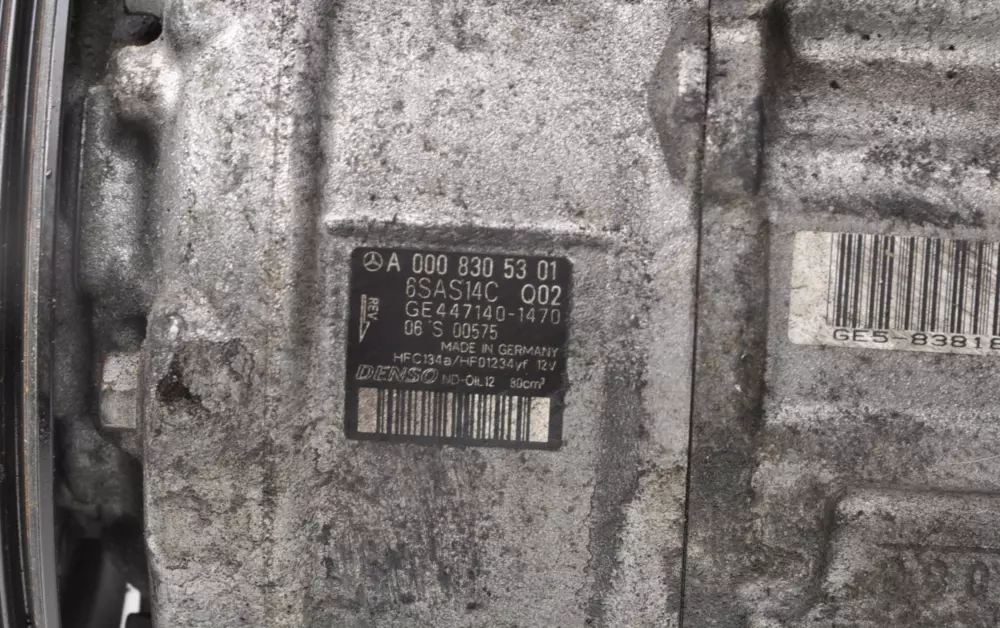 A 000 830 53 01
6SAS14C Q02
GE447140-1470
REV
06 S 00575
MADE IN GERMANY
HFC134a/HFO1234yf 12V
DENSO ND-OIL12 80cm³
GE5-8381